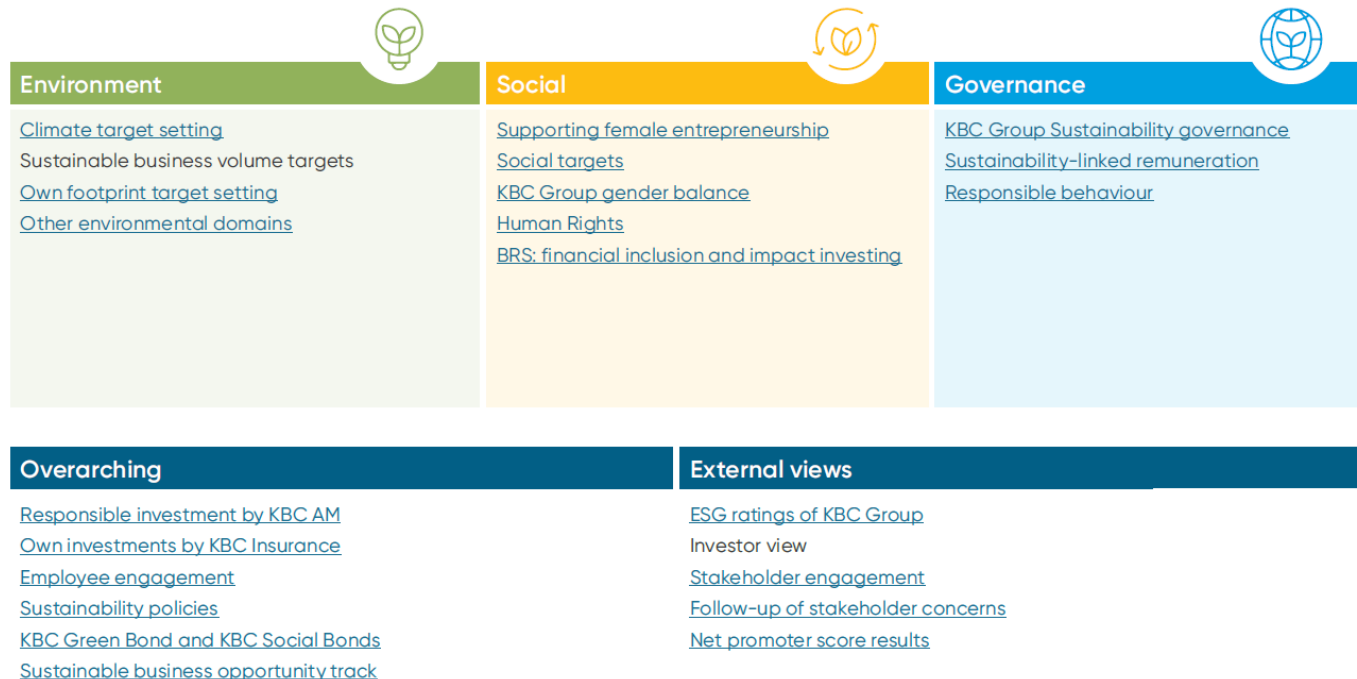 Environment
Climate target setting
Sustainable business volume targets
Own footprint target setting
Other environmental domains
Social
Supporting female entrepreneurship
Social targets
KBC Group gender balance
Human Rights
BRS: financial inclusion and impact investing
Governance
KBC Group Sustainability governance
Sustainability-linked remuneration
Responsible behaviour
Overarching
Responsible investment by KBC AM
Own investments by KBC Insurance
Employee engagement
Sustainability policies
KBC Green Bond and KBC Social Bonds
Sustainable business opportunity track
External views
ESG ratings of KBC Group
Investor view
Stakeholder engagement
Follow-up of stakeholder concerns
Net promoter score results